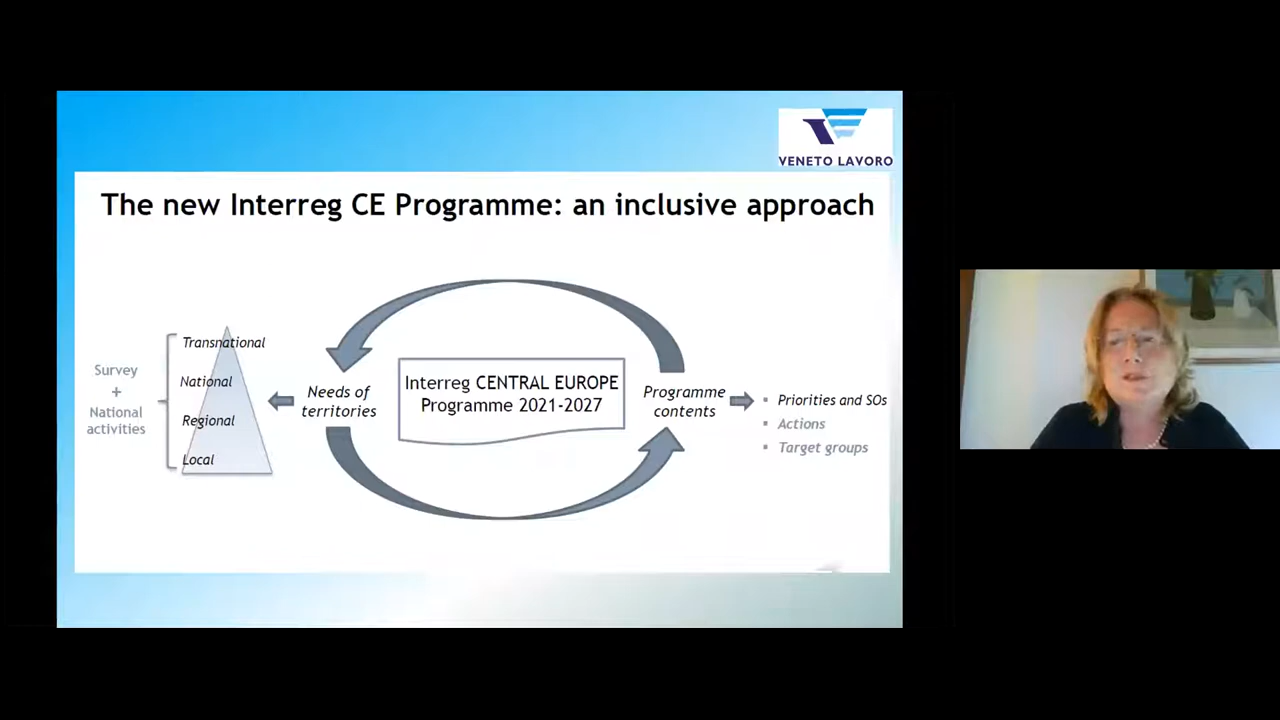 VENETO LAVORO
The new Interreg CE Programme: an inclusive approach
Survey
+
National
activities
Transnational
National
Regional
Local
Needs of
territories
Interreg CENTRAL EUROPE
Programme 2021-2027
Programme
contents
▪ Priorities and SOs
▪ Actions
▪ Target groups